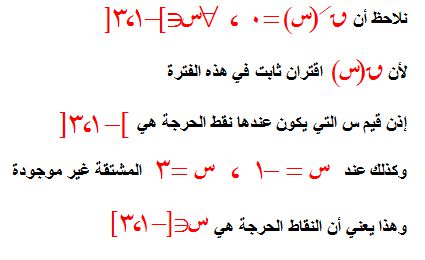 نلاحظ أن قَ(س)=٠ ، ∀س∈]−١،٣[
لأن ق(س) اقتران ثابت في هذه الفترة
إذن قيم س التي يكون عندها نقط الحرجة هي ]−١،٣[
وكذلك عند س = −١ ، س =٣ المشتقة غير موجودة
وهذا يعني أن النقاط الحرجة هي س∈[−١،٣]